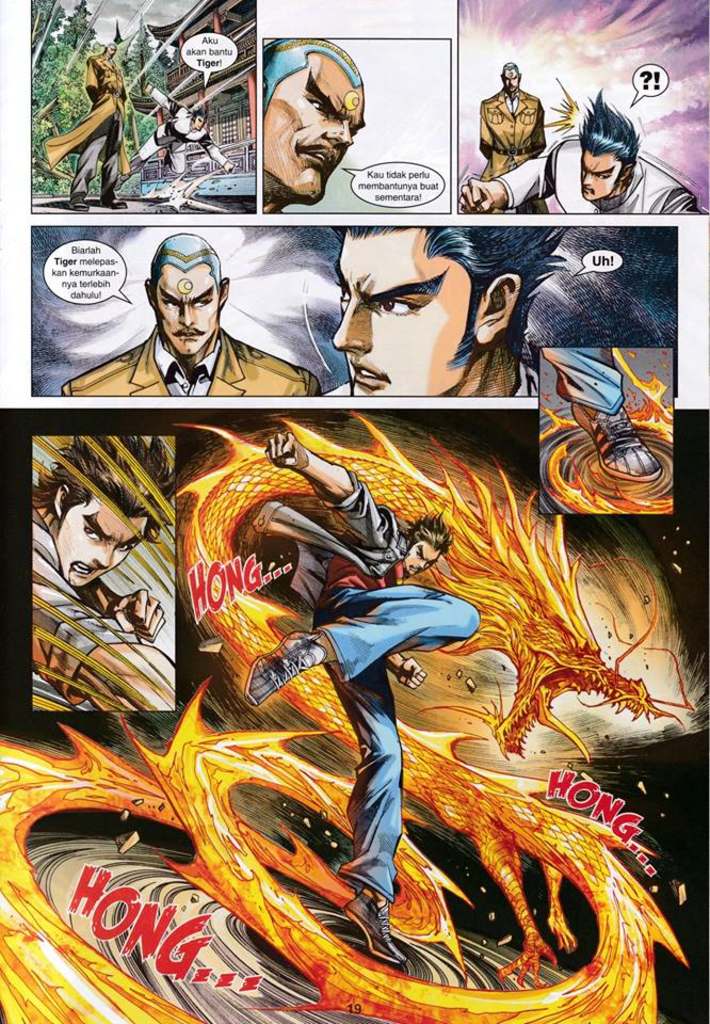 Aku
akan bantu
Tiger!
Kau tidak perlu
membantunya buat
sementara!
?!
Biarlah
Tiger melepas-
kan kemurkaan-
nya terlebih
dahulu!
Uh!
HONG...
HONG...
HONG...
19